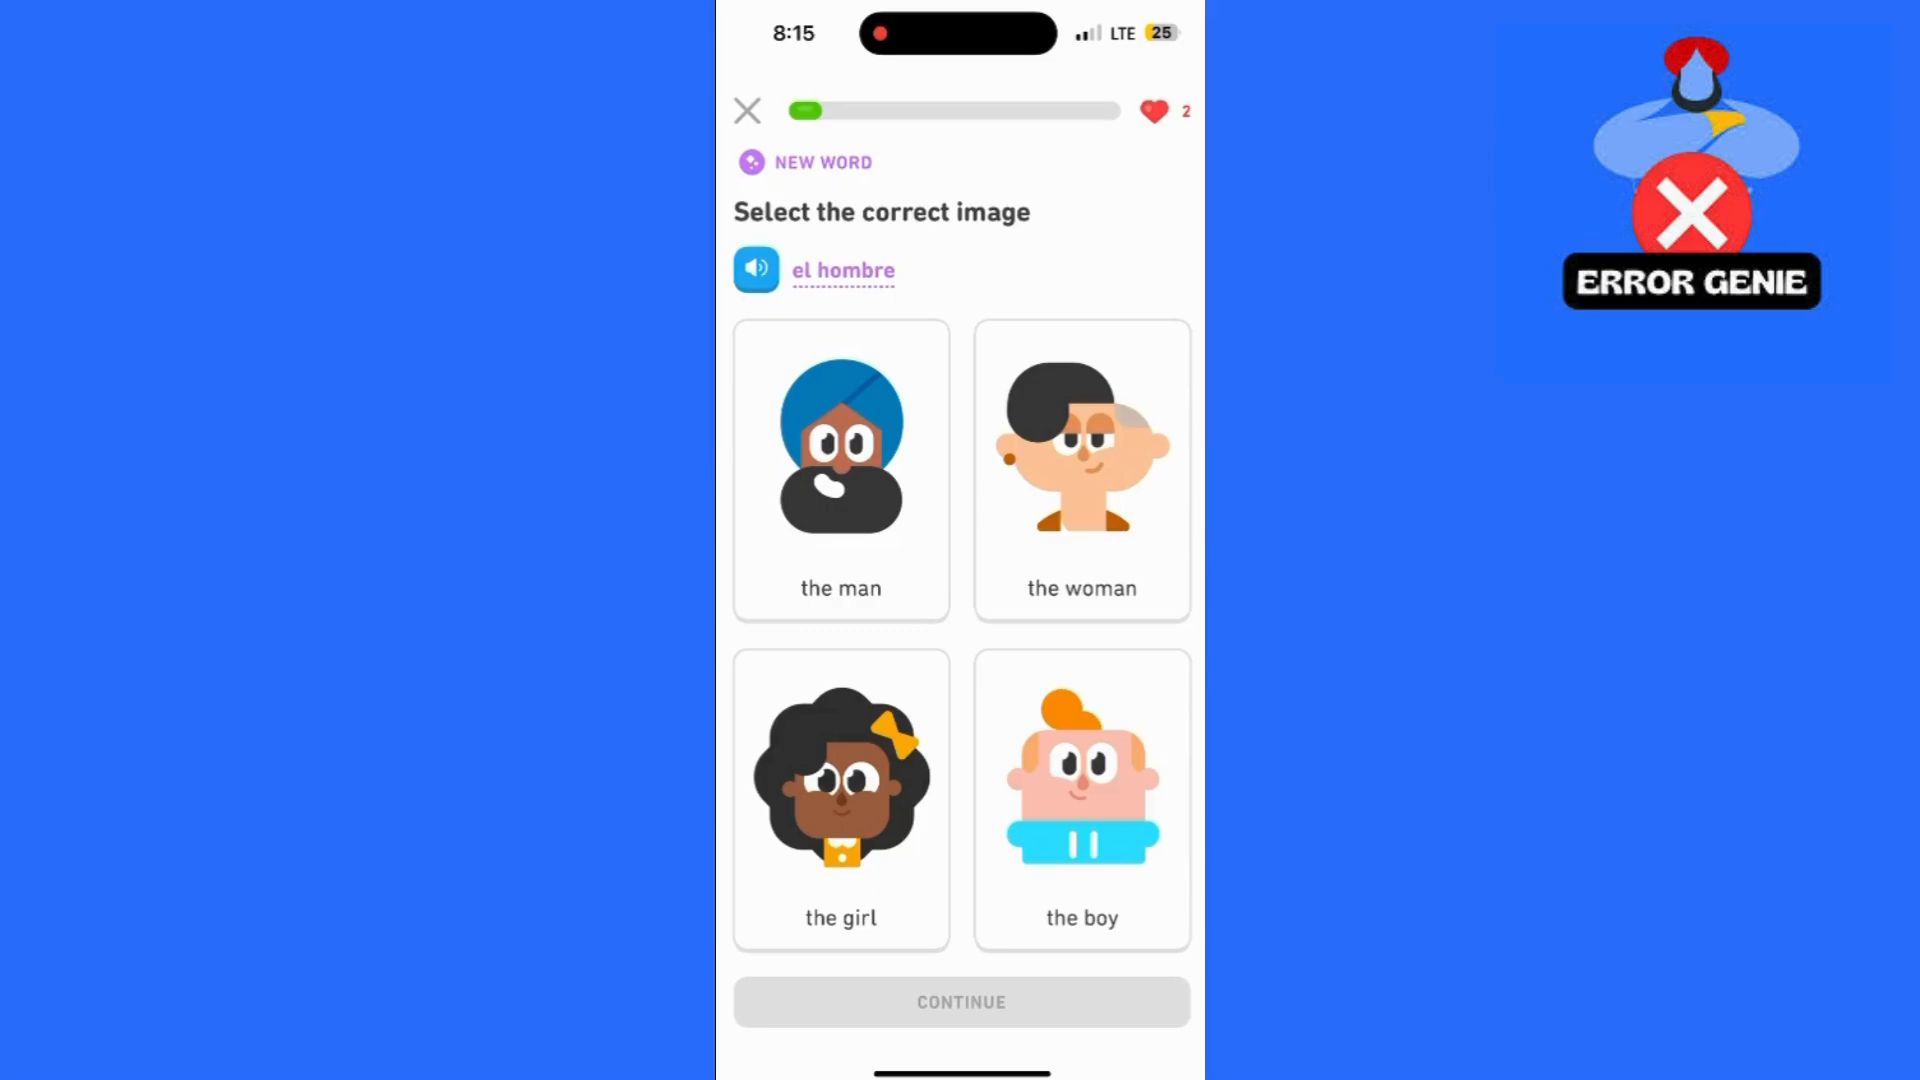 8:15
LTE 25
2
NEW WORD
Select the correct image
el hombre
the man
the woman
the girl
the boy
CONTINUE
ERROR GENIE